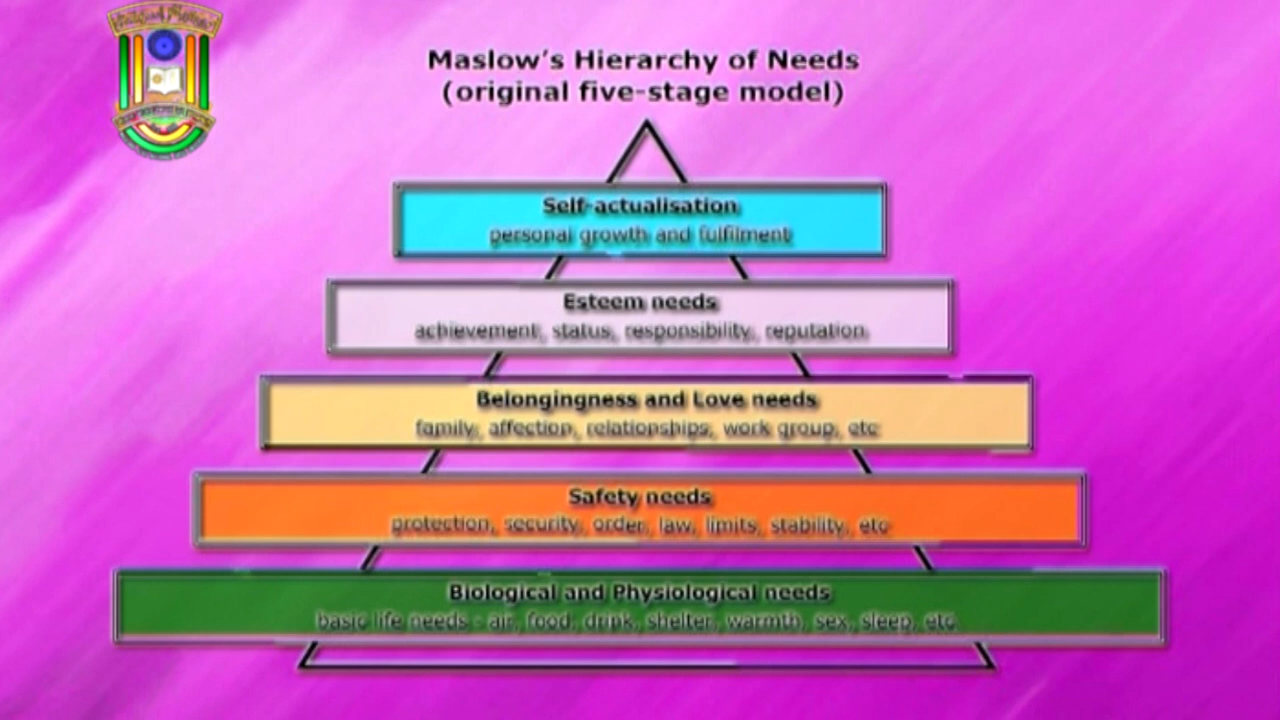 Maslow's Hierarchy of Needs
(original five-stage model)
Self-actualisation
personal growth and fulfilment
Esteem needs
achievement, status, responsibility, reputation
Belongingness and Love needs
family, affection, relationships, work group, etc
Safety needs
protection, security, order, law, limits, stability, etc
Biological and Physiological needs
basic life needs - air, food, drink, shelter, warmth, sex, sleep, etc.